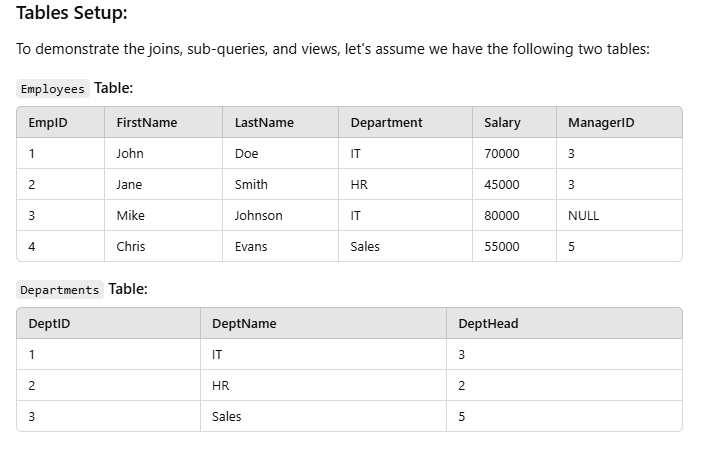 Tables Setup:
To demonstrate the joins, sub-queries, and views, let's assume we have the following two tables:
Employees Table:
EmpID FirstName LastName Department Salary ManagerID
1 John Doe IT 70000 3
2 Jane Smith HR 45000 3
3 Mike Johnson IT 80000 NULL
4 Chris Evans Sales 55000 5
Departments Table:
DeptID DeptName DeptHead
1 IT 3
2 HR 2
3 Sales 5